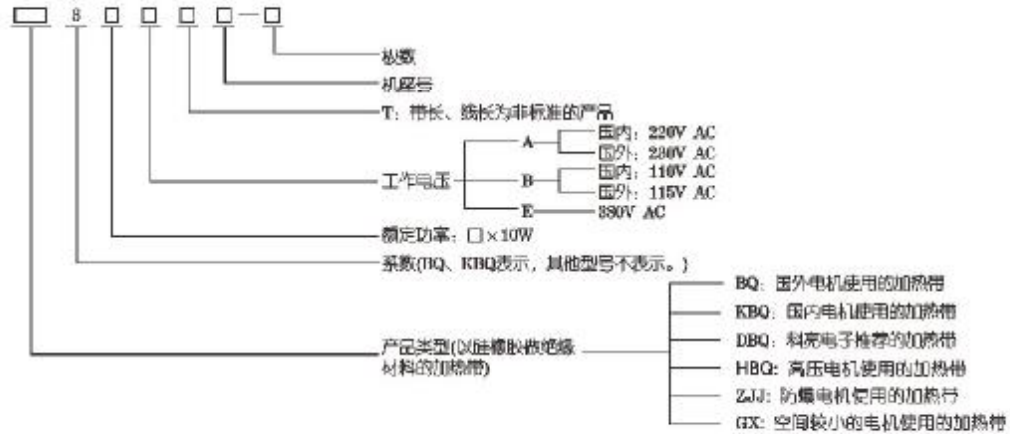 □ 8 □ □ □ □—□
极数
机座号
T：带长、线长为非标准的产品
工作电压
A
国内：220V AC
国外：230V AC
B
国内：110V AC
国外：115V AC
E
380V AC
额定功率：□×10W
系数(BQ、KBQ表示，其他型号不表示。)
产品类型(以硅橡胶做绝缘
材料的加热带)
BQ：国外电机使用的加热带
KBQ：国内电机使用的加热带
DBQ：科亮电子推荐的加热带
HBQ：高压电机使用的加热带
ZJJ：防爆电机使用的加热带
GX：空间较小的电机使用的加热带